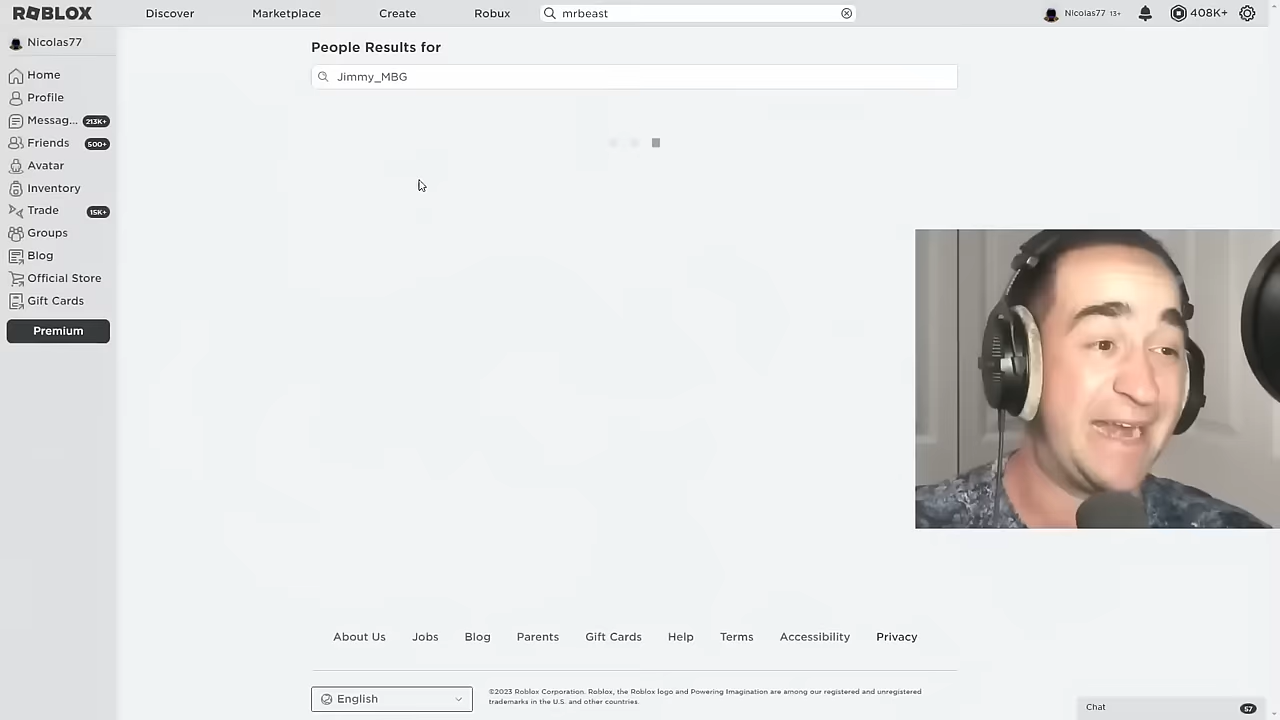 ROBLOX
Discover
Marketplace
Create
Robux
mrbeast
Nicolas77 13+
408K+
Nicolas77
Home
Profile
Messag... 213K+
Friends 500+
Avatar
Inventory
Trade 15K+
Groups
Blog
Official Store
Gift Cards
Premium
People Results for
Jimmy_MBG
About Us
Jobs
Blog
Parents
Gift Cards
Help
Terms
Accessibility
Privacy
English
©2023 Roblox Corporation. Roblox, the Roblox logo and Powering Imagination are among our registered and unregistered
trademarks in the U.S. and other countries.
Chat 57